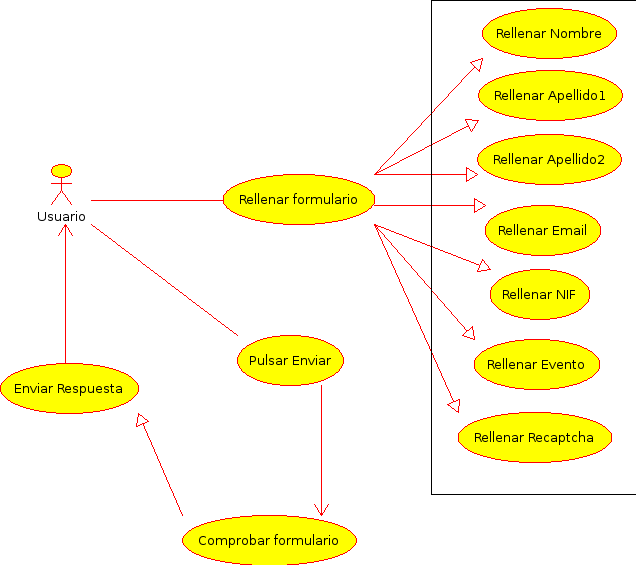 Rellenar Nombre
Rellenar Apellido1
Rellenar Apellido2
Rellenar formulario
Usuario
Rellenar Email
Rellenar NIF
Pulsar Enviar
Rellenar Evento
Enviar Respuesta
Rellenar Recaptcha
Comprobar formulario